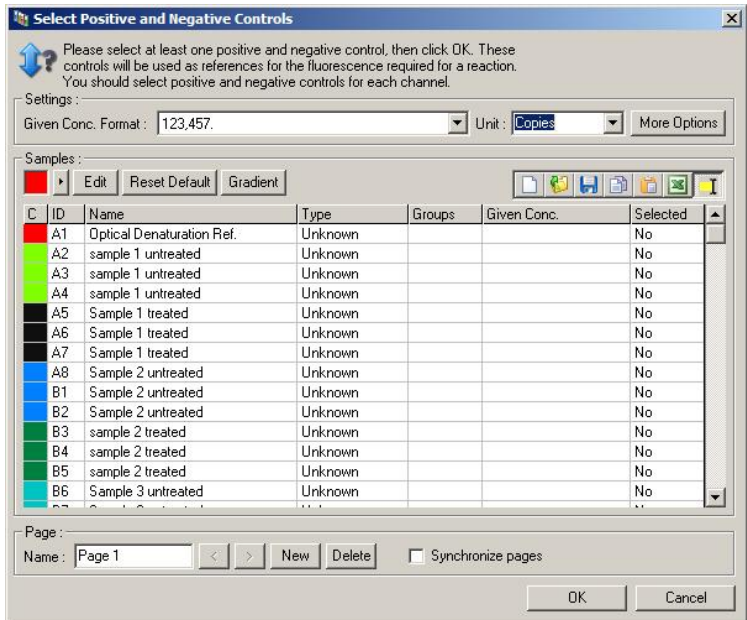 Select Positive and Negative Controls
Please select at least one positive and negative control, then click OK. These
controls will be used as references for the fluorescence required for a reaction.
You should select positive and negative controls for each channel.
Settings :
Given Conc. Format : 123,457. Unit : Copies More Options
Samples :
Edit Reset Default Gradient
C ID Name Type Groups Given Conc. Selected
A1 Optical Denaturation Ref. Unknown No
A2 sample 1 untreated Unknown No
A3 sample 1 untreated Unknown No
A4 sample 1 untreated Unknown No
A5 Sample 1 treated Unknown No
A6 Sample 1 treated Unknown No
A7 Sample 1 treated Unknown No
A8 Sample 2 untreated Unknown No
B1 Sample 2 untreated Unknown No
B2 Sample 2 untreated Unknown No
B3 sample 2 treated Unknown No
B4 sample 2 treated Unknown No
B5 sample 2 treated Unknown No
B6 Sample 3 untreated Unknown No
Page :
Name : Page 1 < > New Delete Synchronize pages
OK Cancel